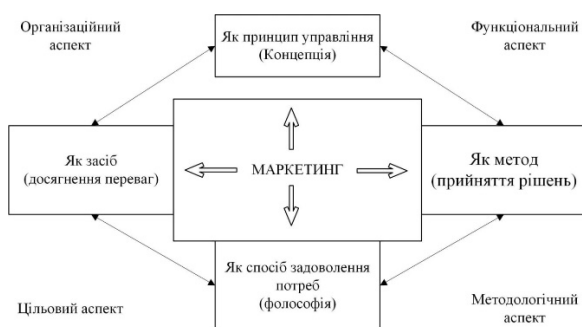 Організаційний
аспект
Як принцип управління
(Концепція)
Функціональний
аспект
Як засіб
(досягнення переваг)
МАРКЕТИНГ
Як метод
(прийняття рішень)
Як спосіб задоволення
потреб
(фолософія)
Цільовий аспект
Методологічний
аспект